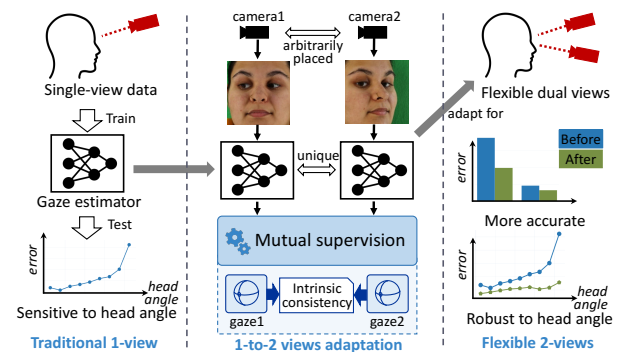 Single-view data
Train
Gaze estimator
Test
error
head
angle
Sensitive to head angle
Traditional 1-view
camera1
camera2
arbitrarily
placed
unique
Mutual supervision
Intrinsic
consistency
gaze1
gaze2
1-to-2 views adaptation
Flexible dual views
adapt for
Before
After
error
More accurate
error
head
angle
Robust to head angle
Flexible 2-views